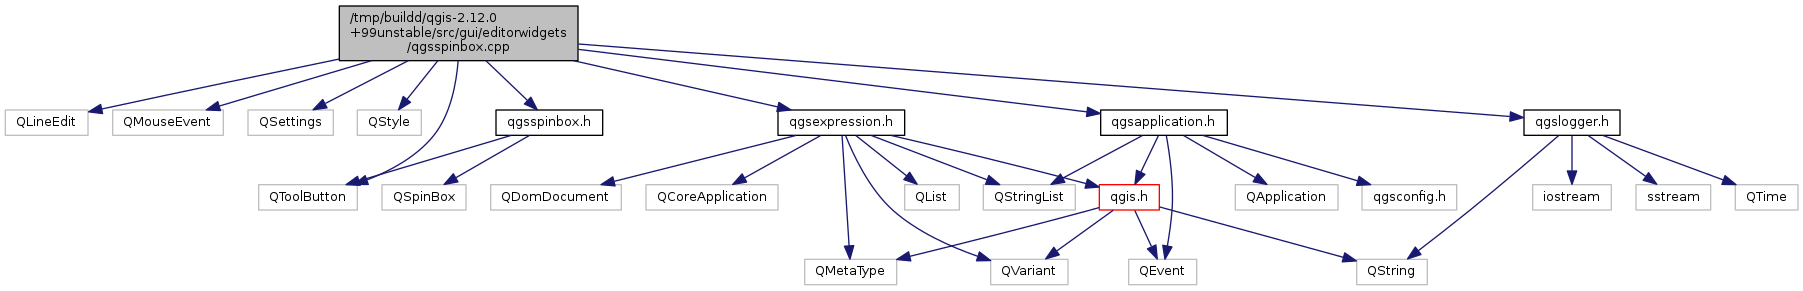 /tmp/buildd/qgis-2.12.0
+99unstable/src/gui/editorwidgets
/qgsspinbox.cpp
QLineEdit
QMouseEvent
QSettings
QStyle
qgsspinbox.h
qgsexpression.h
qgsapplication.h
qgslogger.h
QToolButton
QSpinBox
QDomDocument
QCoreApplication
QList
QStringList
qgis.h
QApplication
qgsconfig.h
iostream
sstream
QTime
QMetaType
QVariant
QEvent
QString